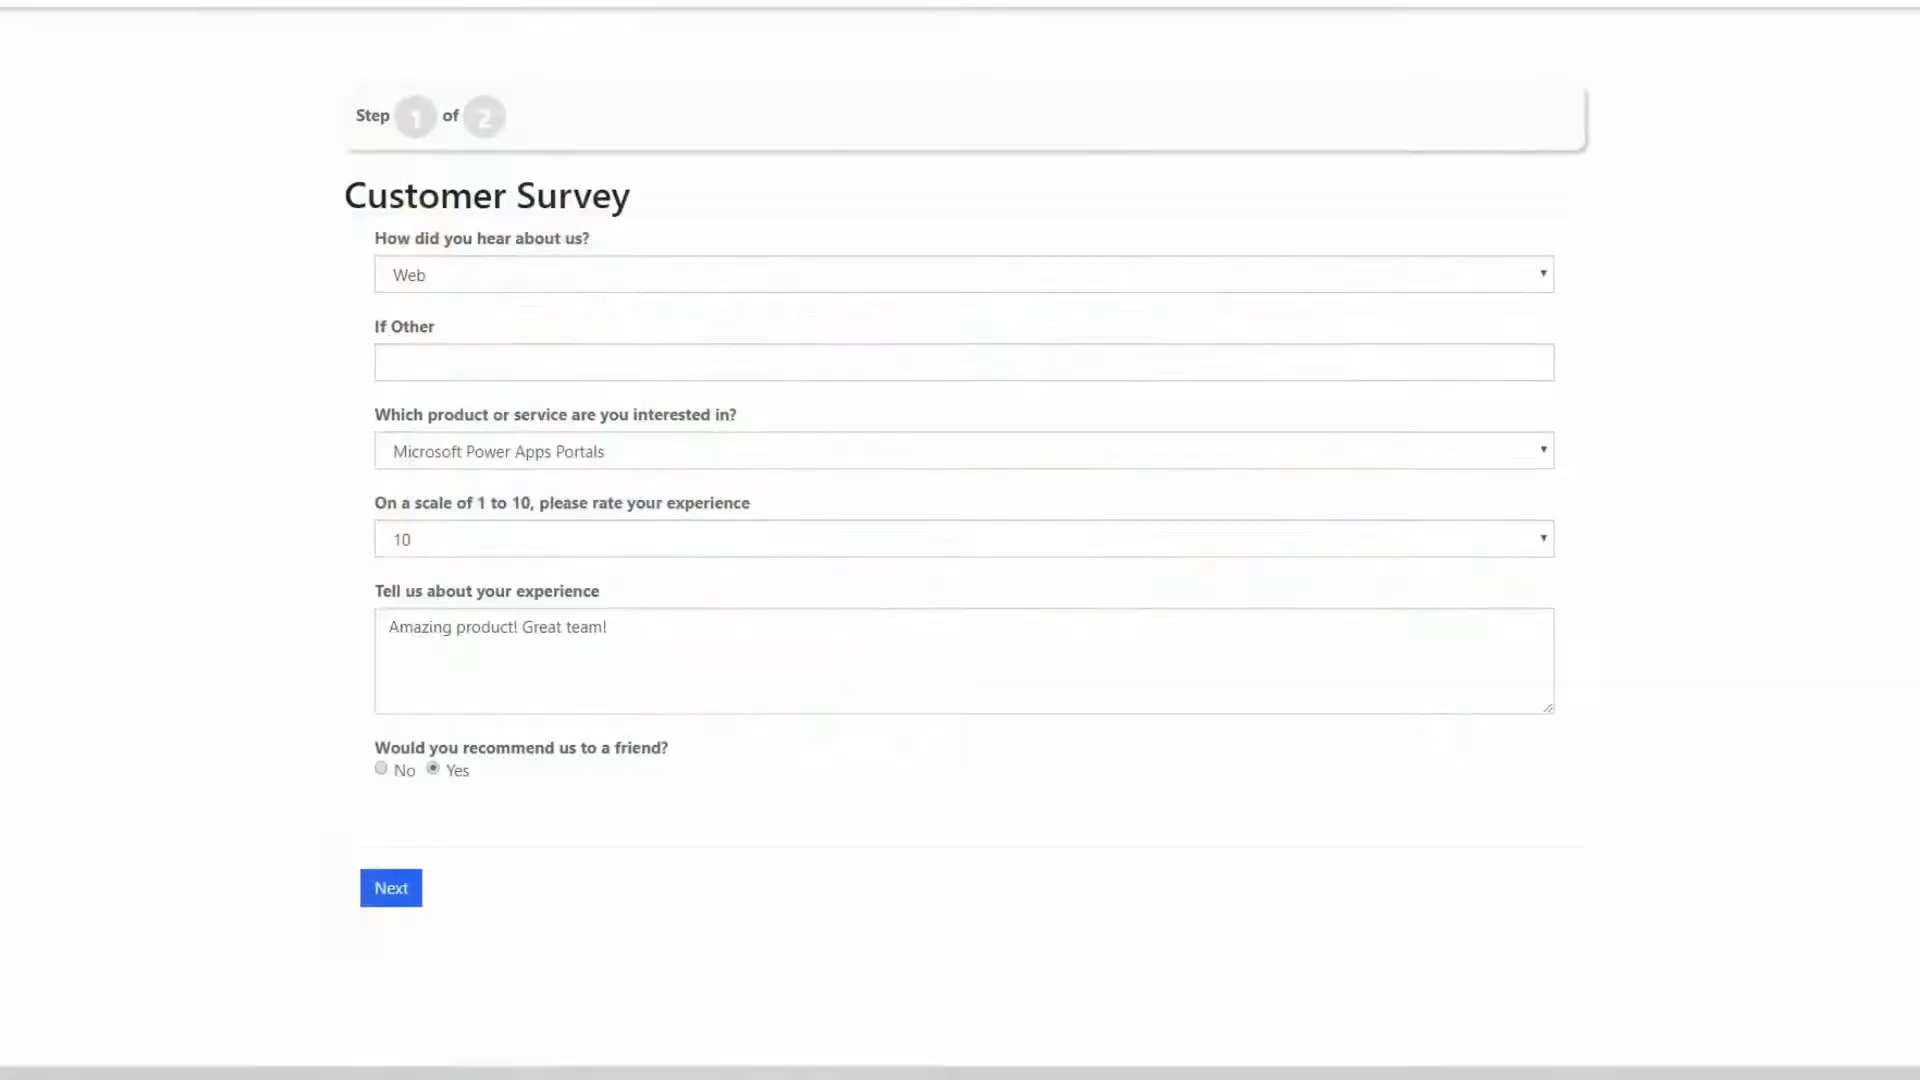 Step 1 of 2
Customer Survey
How did you hear about us?
Web
If Other
Which product or service are you interested in?
Microsoft Power Apps Portals
On a scale of 1 to 10, please rate your experience
10
Tell us about your experience
Amazing product! Great team!
Would you recommend us to a friend?
No Yes
Next